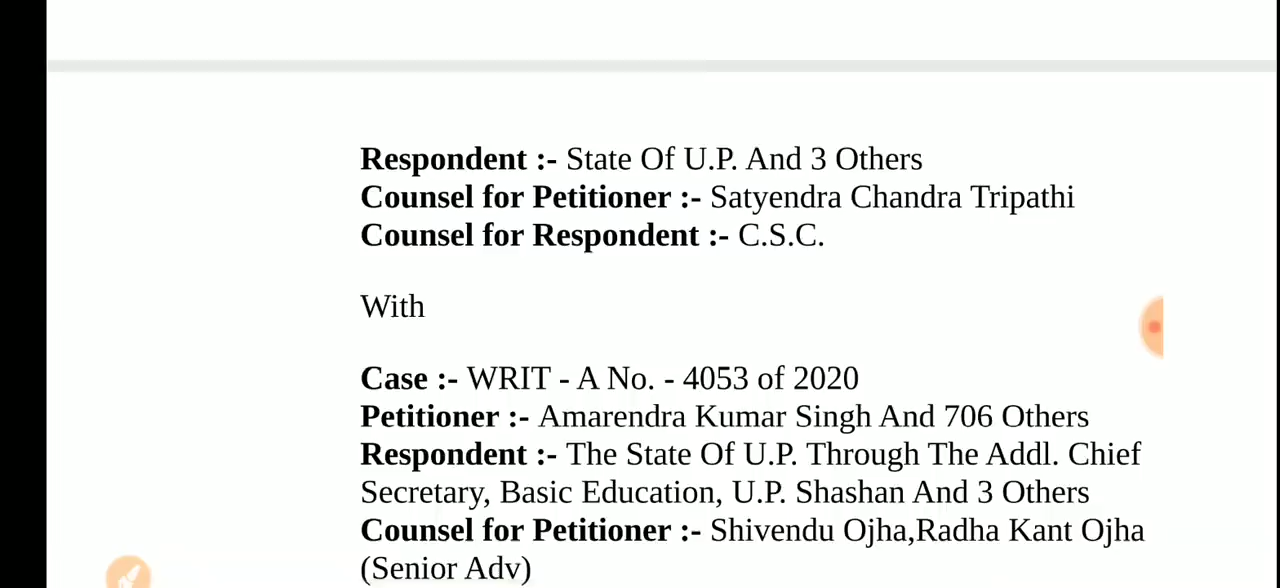 Respondent :- State Of U.P. And 3 Others
Counsel for Petitioner :- Satyendra Chandra Tripathi
Counsel for Respondent :- C.S.C.
With
Case :- WRIT - A No. - 4053 of 2020
Petitioner :- Amarendra Kumar Singh And 706 Others
Respondent :- The State Of U.P. Through The Addl. Chief
Secretary, Basic Education, U.P. Shashan And 3 Others
Counsel for Petitioner :- Shivendu Ojha,Radha Kant Ojha
(Senior Adv)